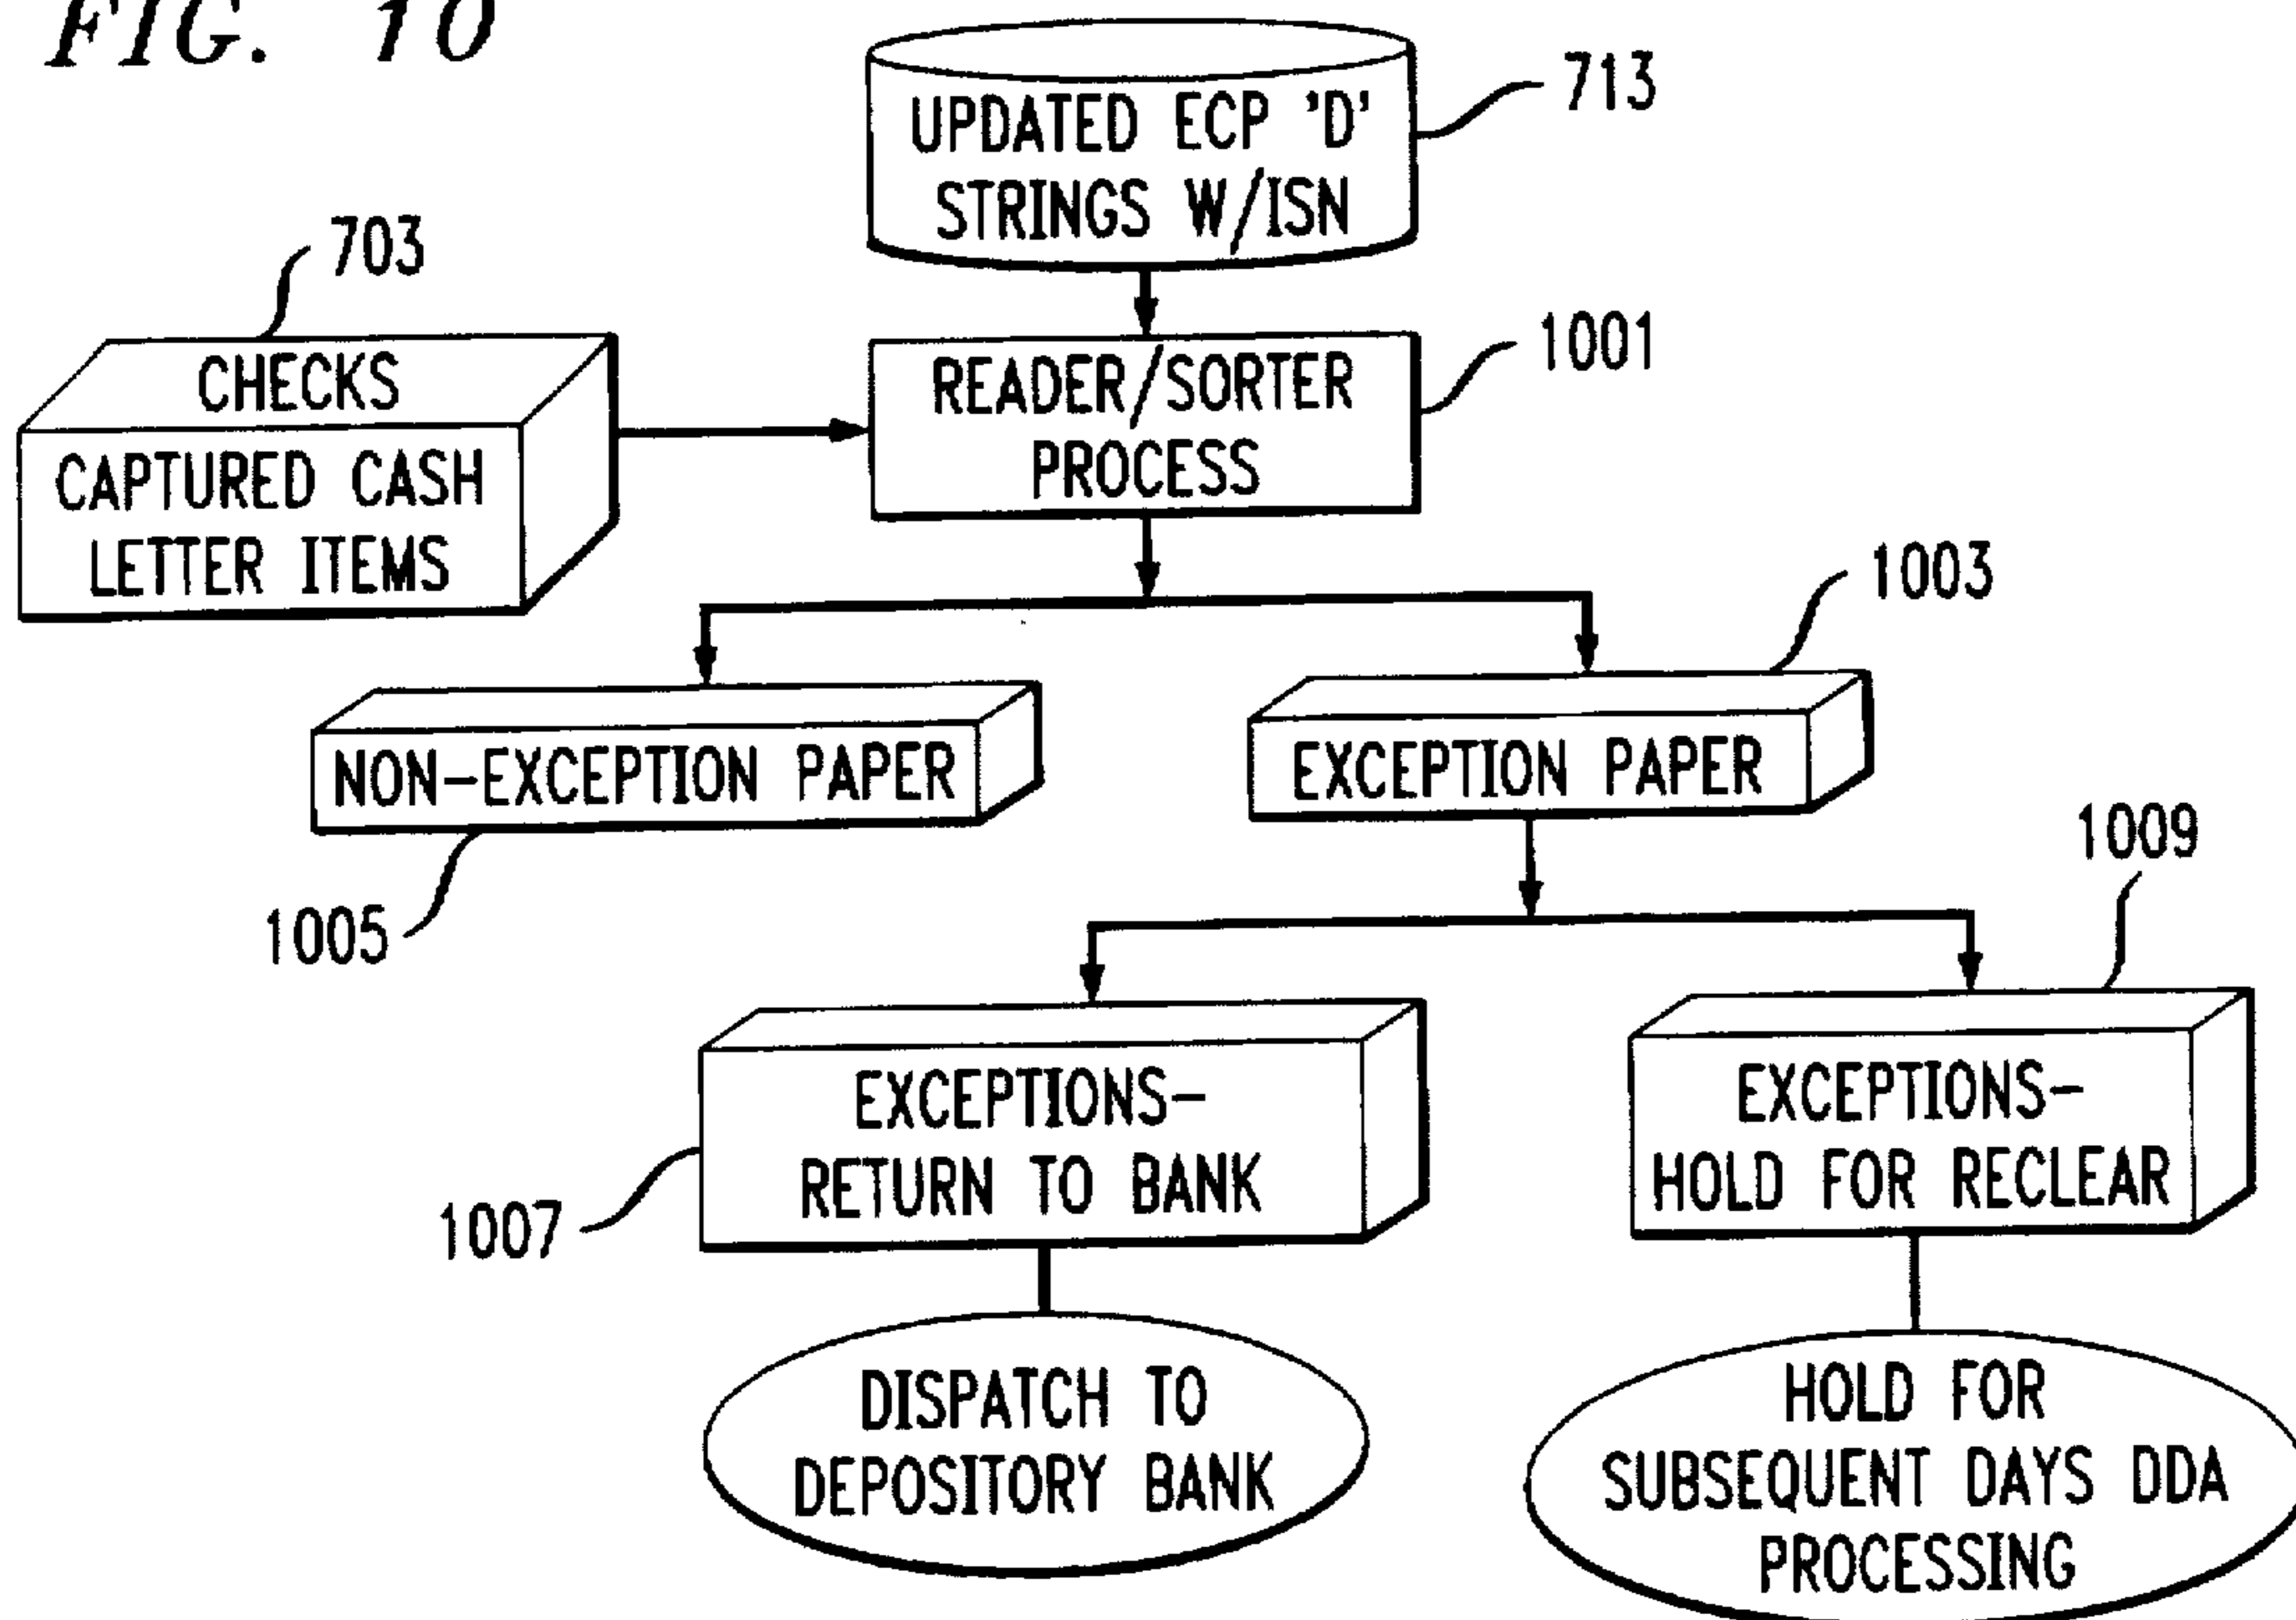 FIG. 10
UPDATED ECP 'D'
STRINGS W/ISN
713
703
CHECKS
CAPTURED CASH
LETTER ITEMS
READER/SORTER
PROCESS
1001
1003
NON-EXCEPTION PAPER
EXCEPTION PAPER
1005
1009
EXCEPTIONS-
RETURN TO BANK
1007
EXCEPTIONS-
HOLD FOR RECLEAR
DISPATCH TO
DEPOSITORY BANK
HOLD FOR
SUBSEQUENT DAYS DDA
PROCESSING